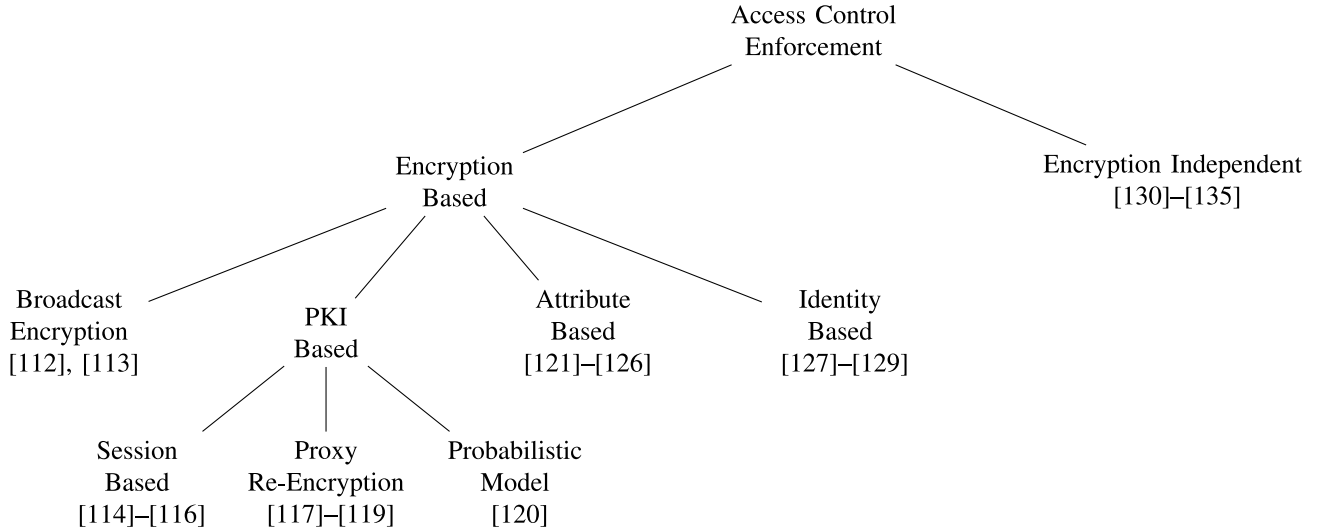 Access Control
Enforcement
Encryption
Based
Encryption Independent
[130]–[135]
Broadcast
Encryption
[112], [113]
PKI
Based
Attribute
Based
[121]–[126]
Identity
Based
[127]–[129]
Session
Based
[114]–[116]
Proxy
Re-Encryption
[117]–[119]
Probabilistic
Model
[120]